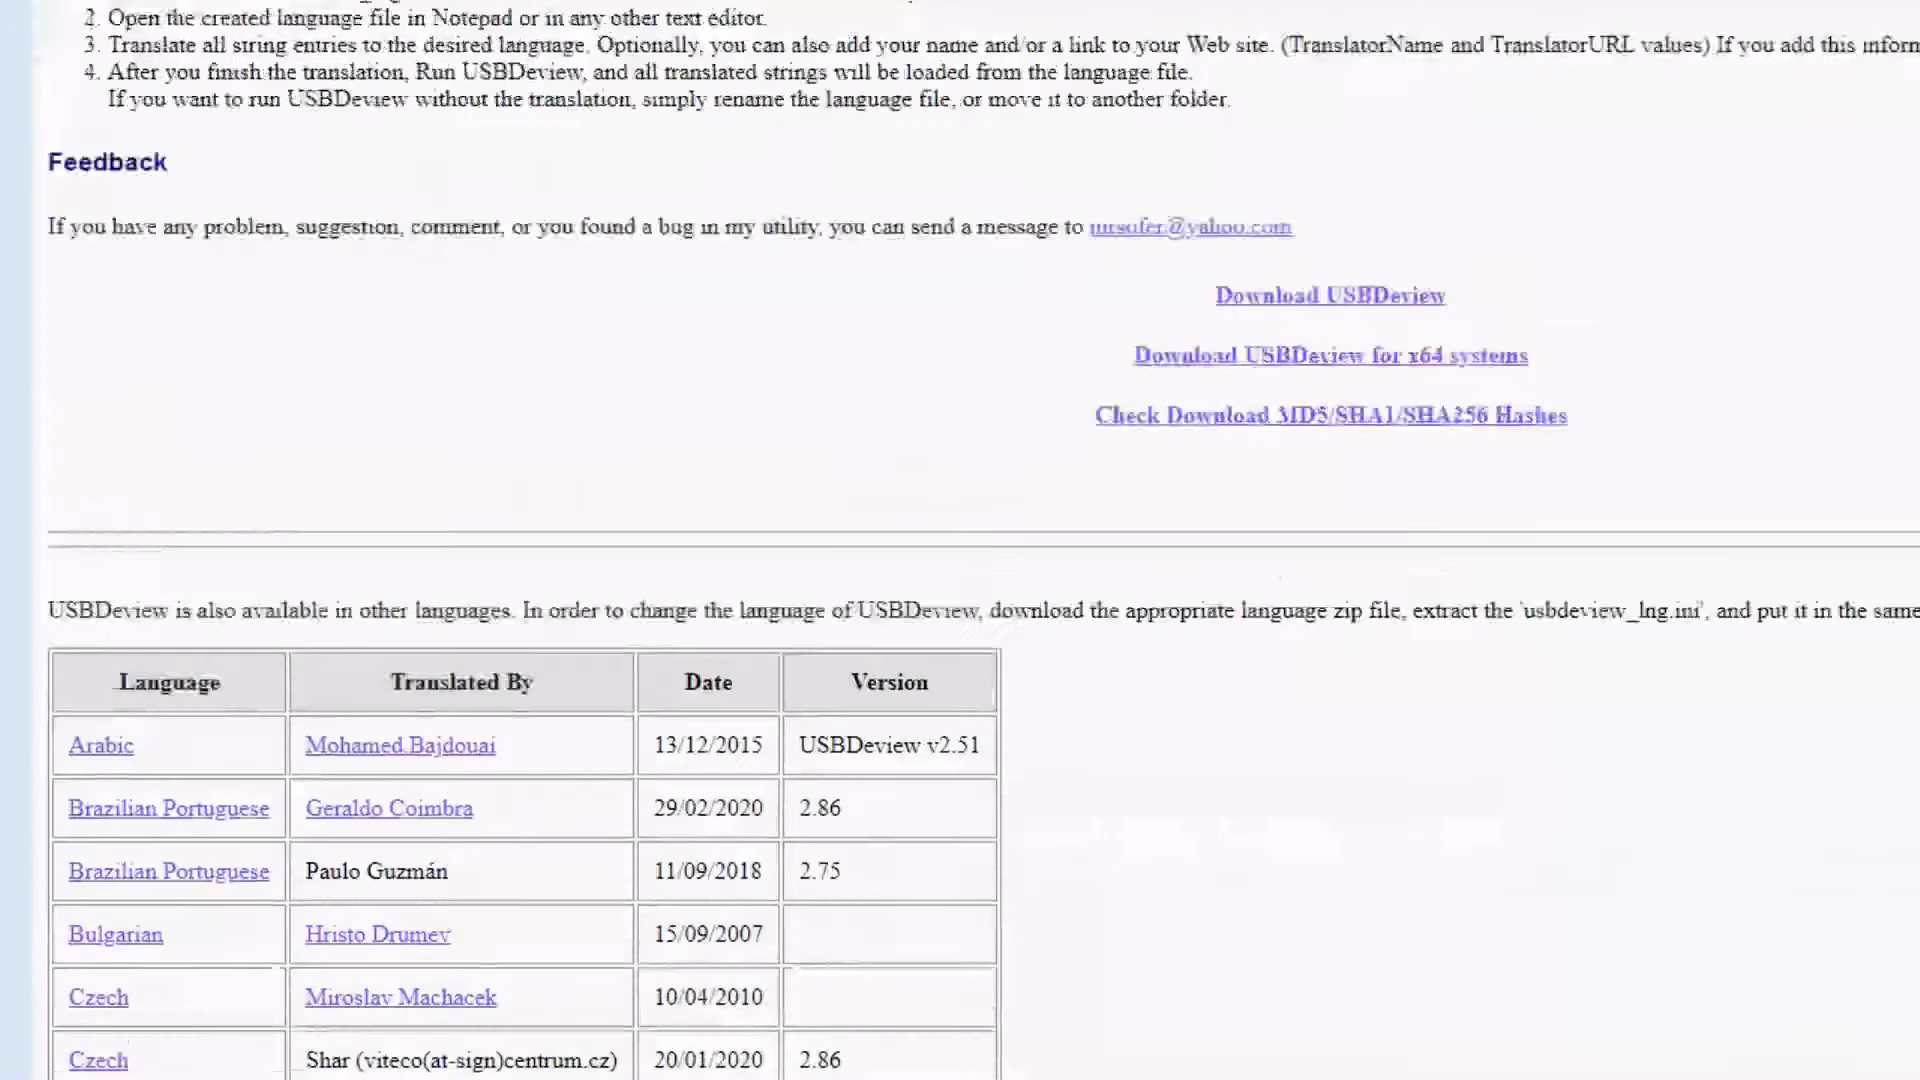 2. Open the created language file in Notepad or in any other text editor.
3. Translate all string entries to the desired language. Optionally, you can also add your name and/or a link to your Web site. (TranslatorName and TranslatorURL values) If you add this inform
4. After you finish the translation, Run USBDeview, and all translated strings will be loaded from the language file.
If you want to run USBDeview without the translation, simply rename the language file, or move it to another folder.
Feedback
If you have any problem, suggestion, comment, or you found a bug in my utility, you can send a message to nirsofer@yahoo.com
Download USBDeview
Download USBDeview for x64 systems
Check Download MD5/SHA1/SHA256 Hashes
USBDeview is also available in other languages. In order to change the language of USBDeview, download the appropriate language zip file, extract the 'usbdeview_lng.ini', and put it in the same
Language Translated By Date Version
Arabic Mohamed Bajdouai 13/12/2015 USBDeview v2.51
Brazilian Portuguese Geraldo Coimbra 29/02/2020 2.86
Brazilian Portuguese Paulo Guzmán 11/09/2018 2.75
Bulgarian Hristo Drumev 15/09/2007
Czech Miroslav Machacek 10/04/2010
Czech Shar (viteco(at-sign)centrum.cz) 20/01/2020 2.86